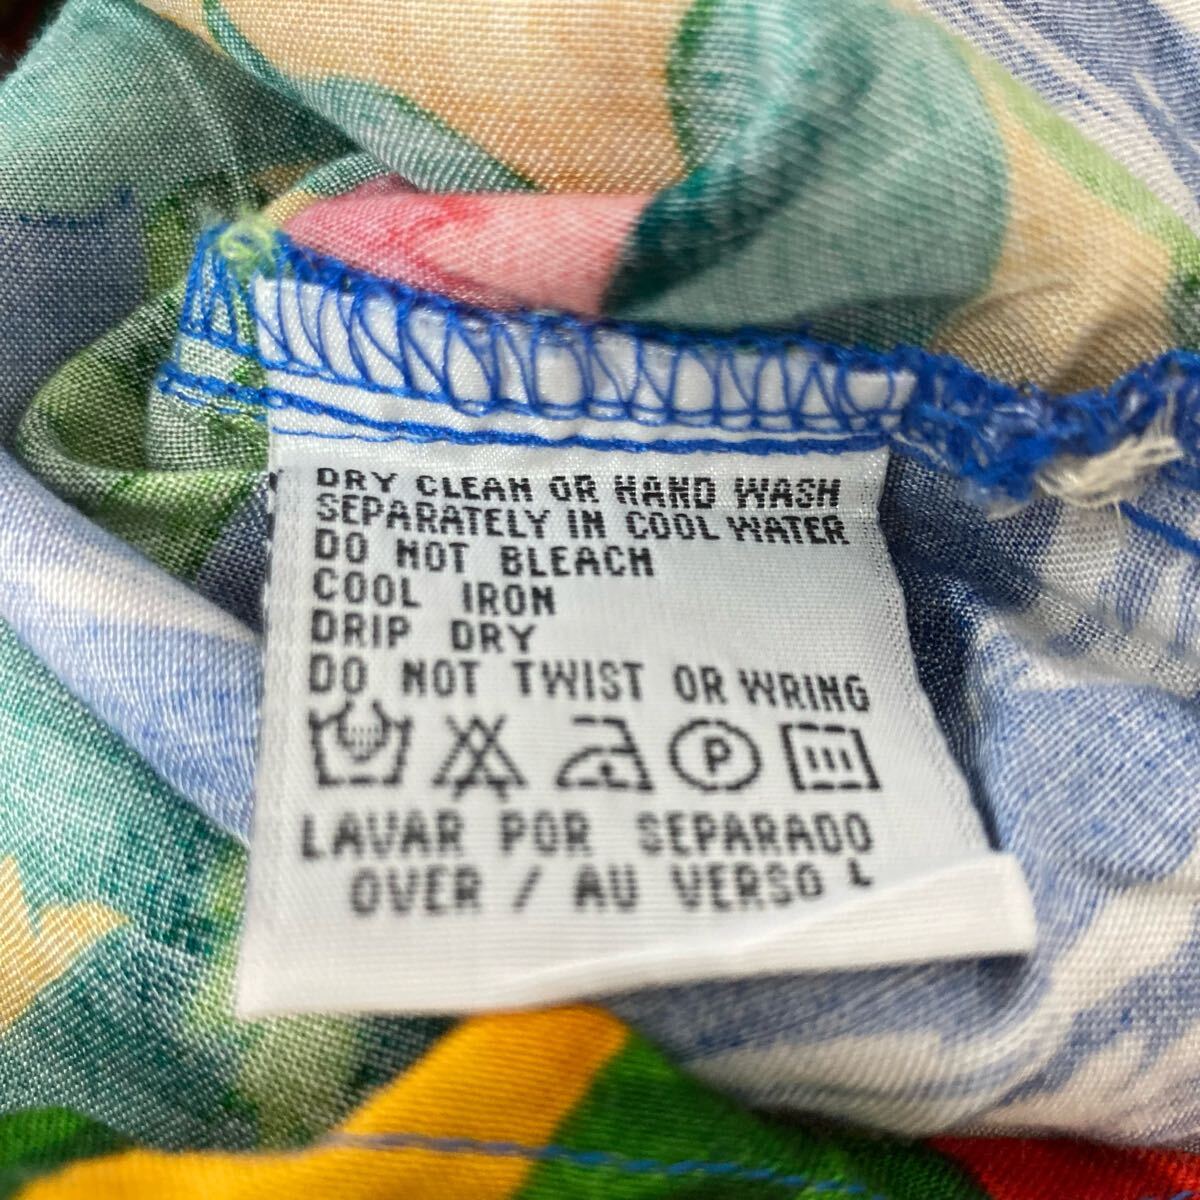 DRY CLEAN OR HAND WASH
SEPARATELY IN COOL WATER
DO NOT BLEACH
COOL IRON
DRIP DRY
DO NOT TWIST OR WRING
P
LAVAR POR SEPARADO
OVER / AU VERSO L